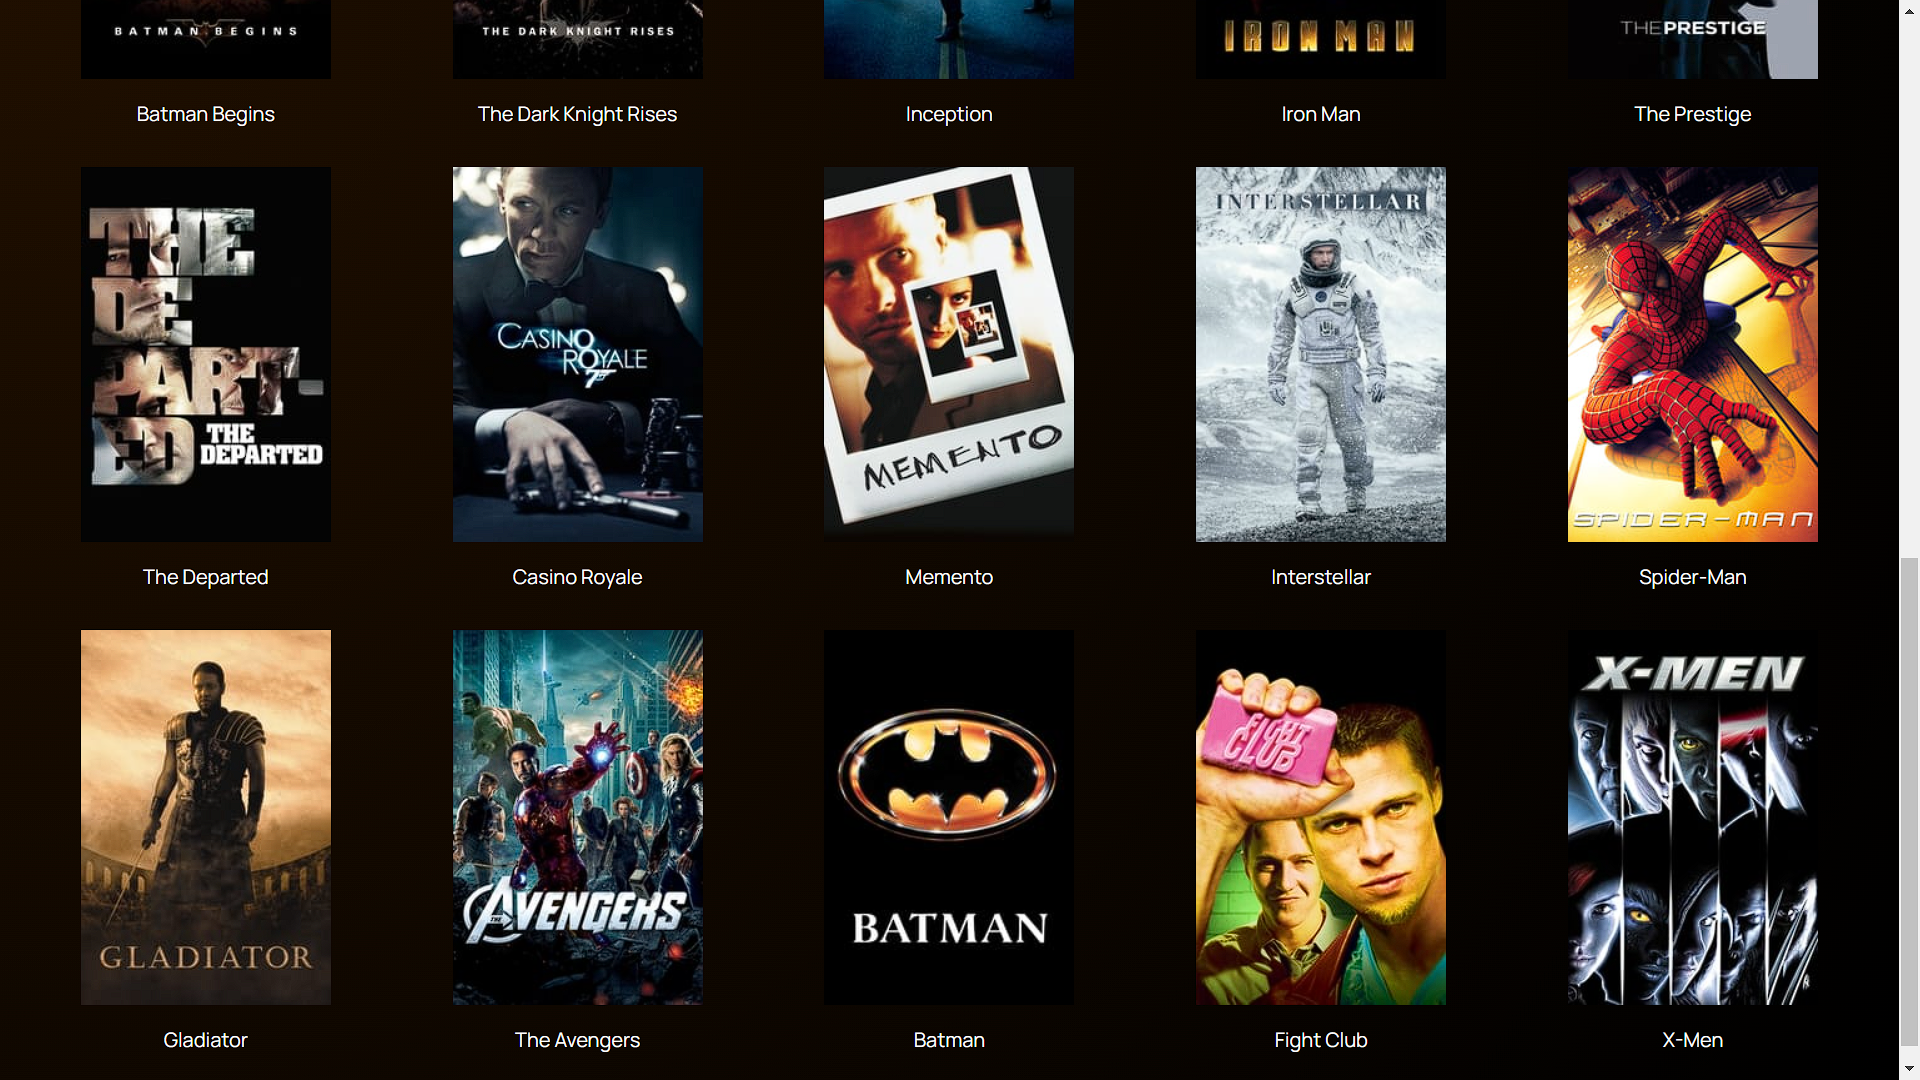 BATMAN BEGINS
THE DARK KNIGHT RISES
IRON MAN
THE PRESTIGE
Batman Begins
The Dark Knight Rises
Inception
Iron Man
The Prestige
THE
DE
PART-
ED
THE
DEPARTED
CASINO
ROYALE
007
MEMENTO
INTERSTELLAR
SPIDER-MAN
The Departed
Casino Royale
Memento
Interstellar
Spider-Man
GLADIATOR
THE AVENGERS
BATMAN
FIGHT
CLUB
X-MEN
Gladiator
The Avengers
Batman
Fight Club
X-Men